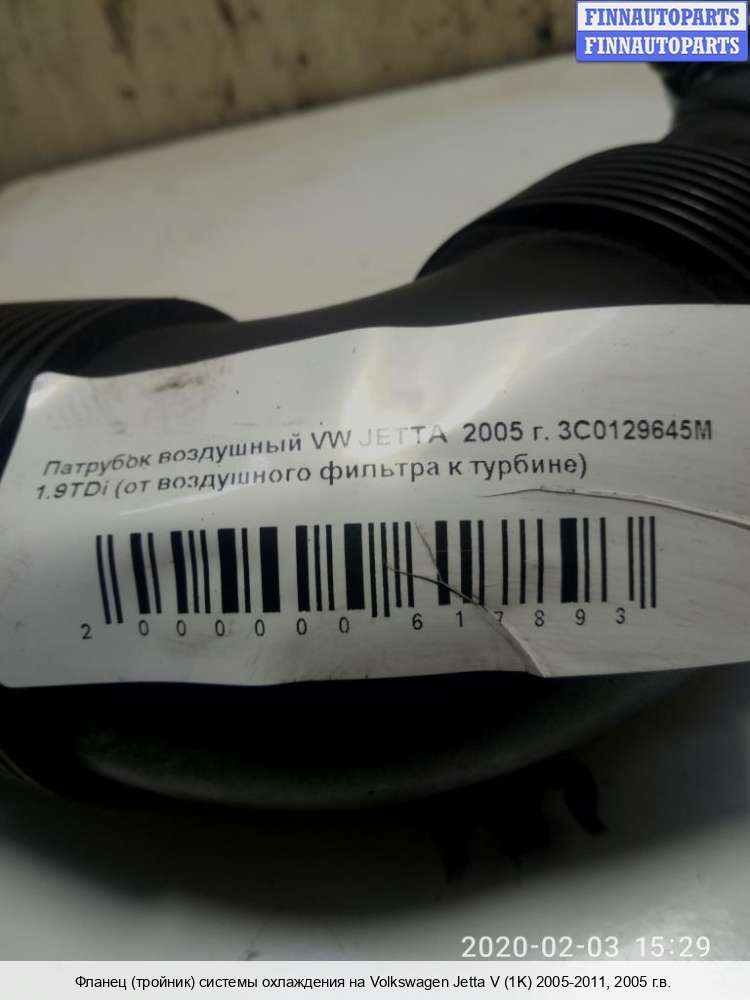 FINNAUTOPARTS
FINNAUTOPARTS
Патрубок воздушный VW JETTA 2005 г. 3C0129645M
1.9TDi (от воздушного фильтра к турбине)
2 000000 617893
2020-02-03 15:29
Фланец (тройник) системы охлаждения на Volkswagen Jetta V (1K) 2005-2011, 2005 г.в.